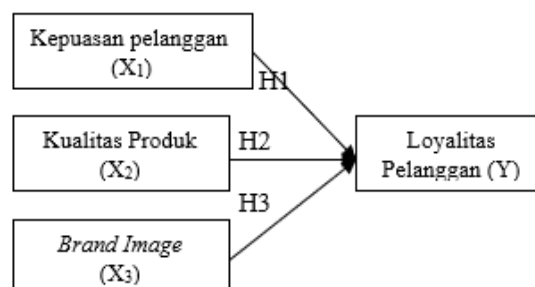 Kepuasan pelanggan
(X₁)
H1
Kualitas Produk
(X₂)
H2
Loyalitas
Pelanggan (Y)
H3
Brand Image
(X₃)